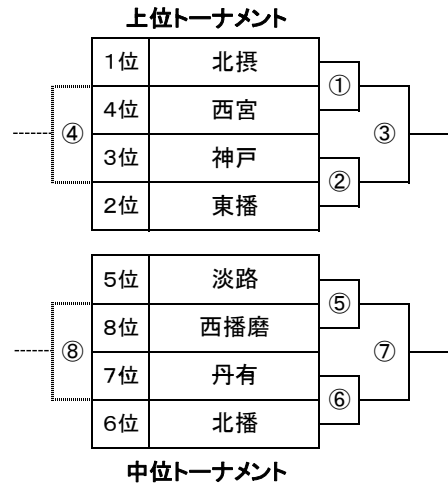 上位トーナメント
1位 北摂 ①
4位 西宮
④ ③
3位 神戸 ②
2位 東播
5位 淡路 ⑤
8位 西播磨
⑧ ⑦
7位 丹有 ⑥
6位 北播
中位トーナメント